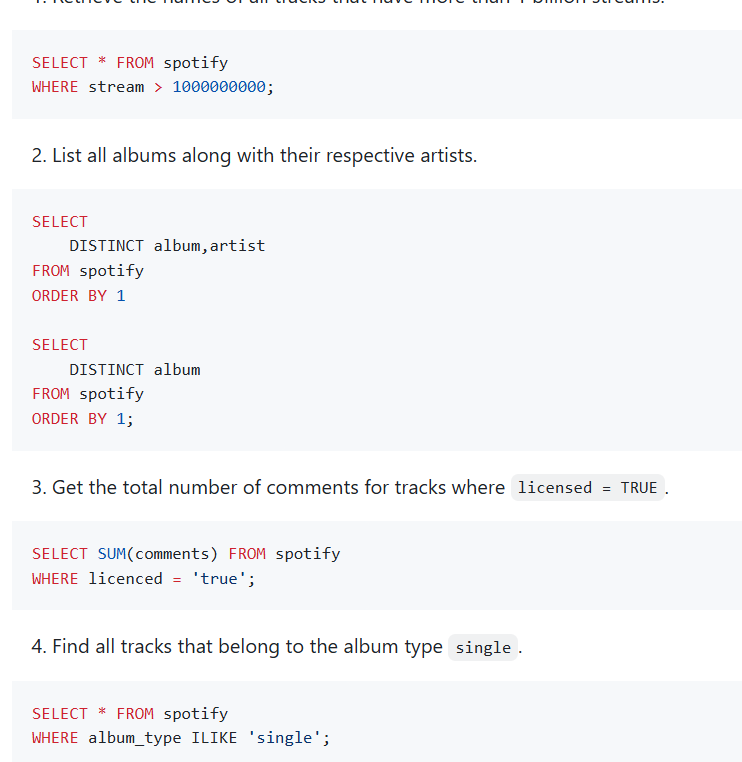 1. Retrieve the names of all tracks that have more than 1 billion streams.
SELECT * FROM spotify
WHERE stream > 1000000000;
2. List all albums along with their respective artists.
SELECT
    DISTINCT album,artist
FROM spotify
ORDER BY 1
SELECT
    DISTINCT album
FROM spotify
ORDER BY 1;
3. Get the total number of comments for tracks where licensed = TRUE.
SELECT SUM(comments) FROM spotify
WHERE licenced = 'true';
4. Find all tracks that belong to the album type single.
SELECT * FROM spotify
WHERE album_type ILIKE 'single';